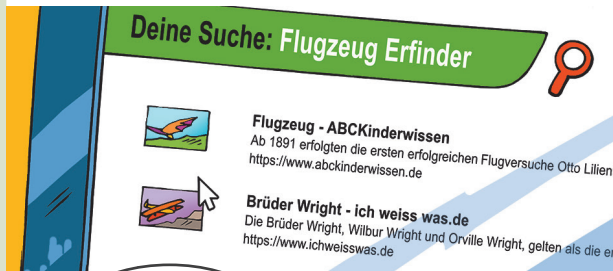 Deine Suche: Flugzeug Erfinder
Flugzeug - ABCKinderwissen
Ab 1891 erfolgten die ersten erfolgreichen Flugversuche Otto Lilien
https://www.abckinderwissen.de
Brüder Wright - ich weiss was.de
Die Brüder Wright, Wilbur Wright und Orville Wright, gelten als die
https://www.ichweisswas.de